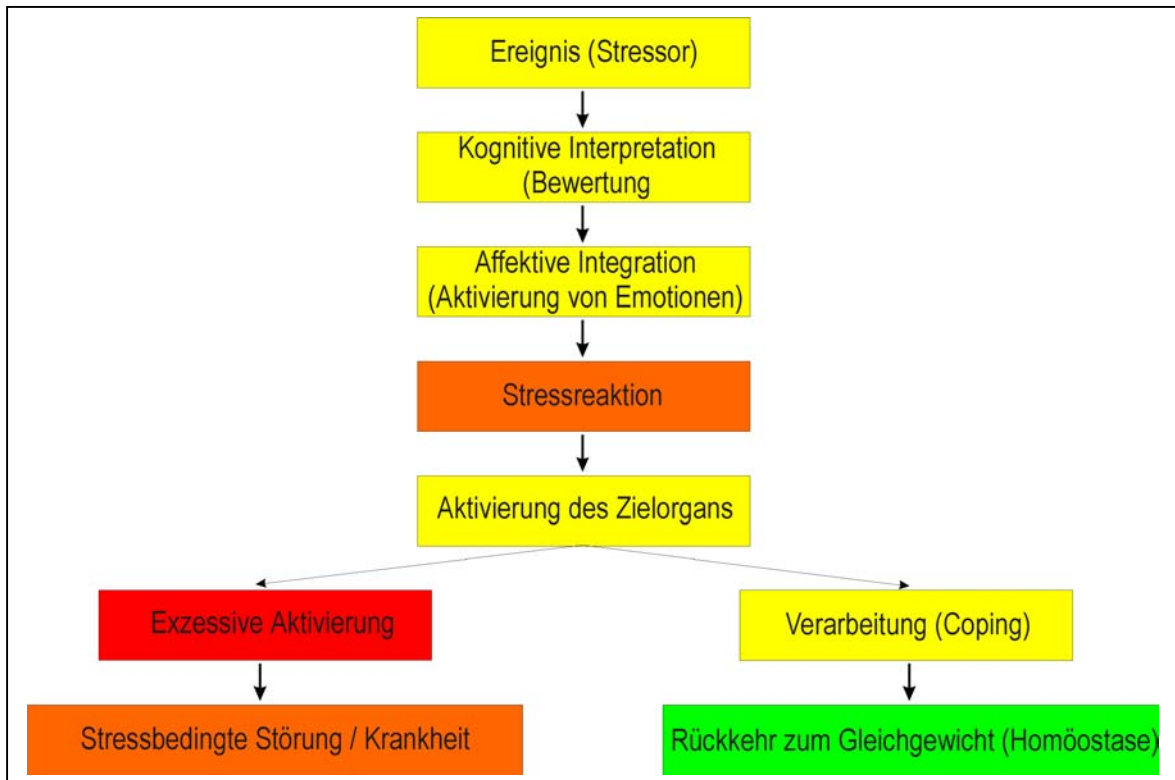 Ereignis (Stressor)
Kognitive Interpretation
(Bewertung
Affektive Integration
(Aktivierung von Emotionen)
Stressreaktion
Aktivierung des Zielorgans
Exzessive Aktivierung
Verarbeitung (Coping)
Stressbedingte Störung / Krankheit
Rückkehr zum Gleichgewicht (Homöostase)